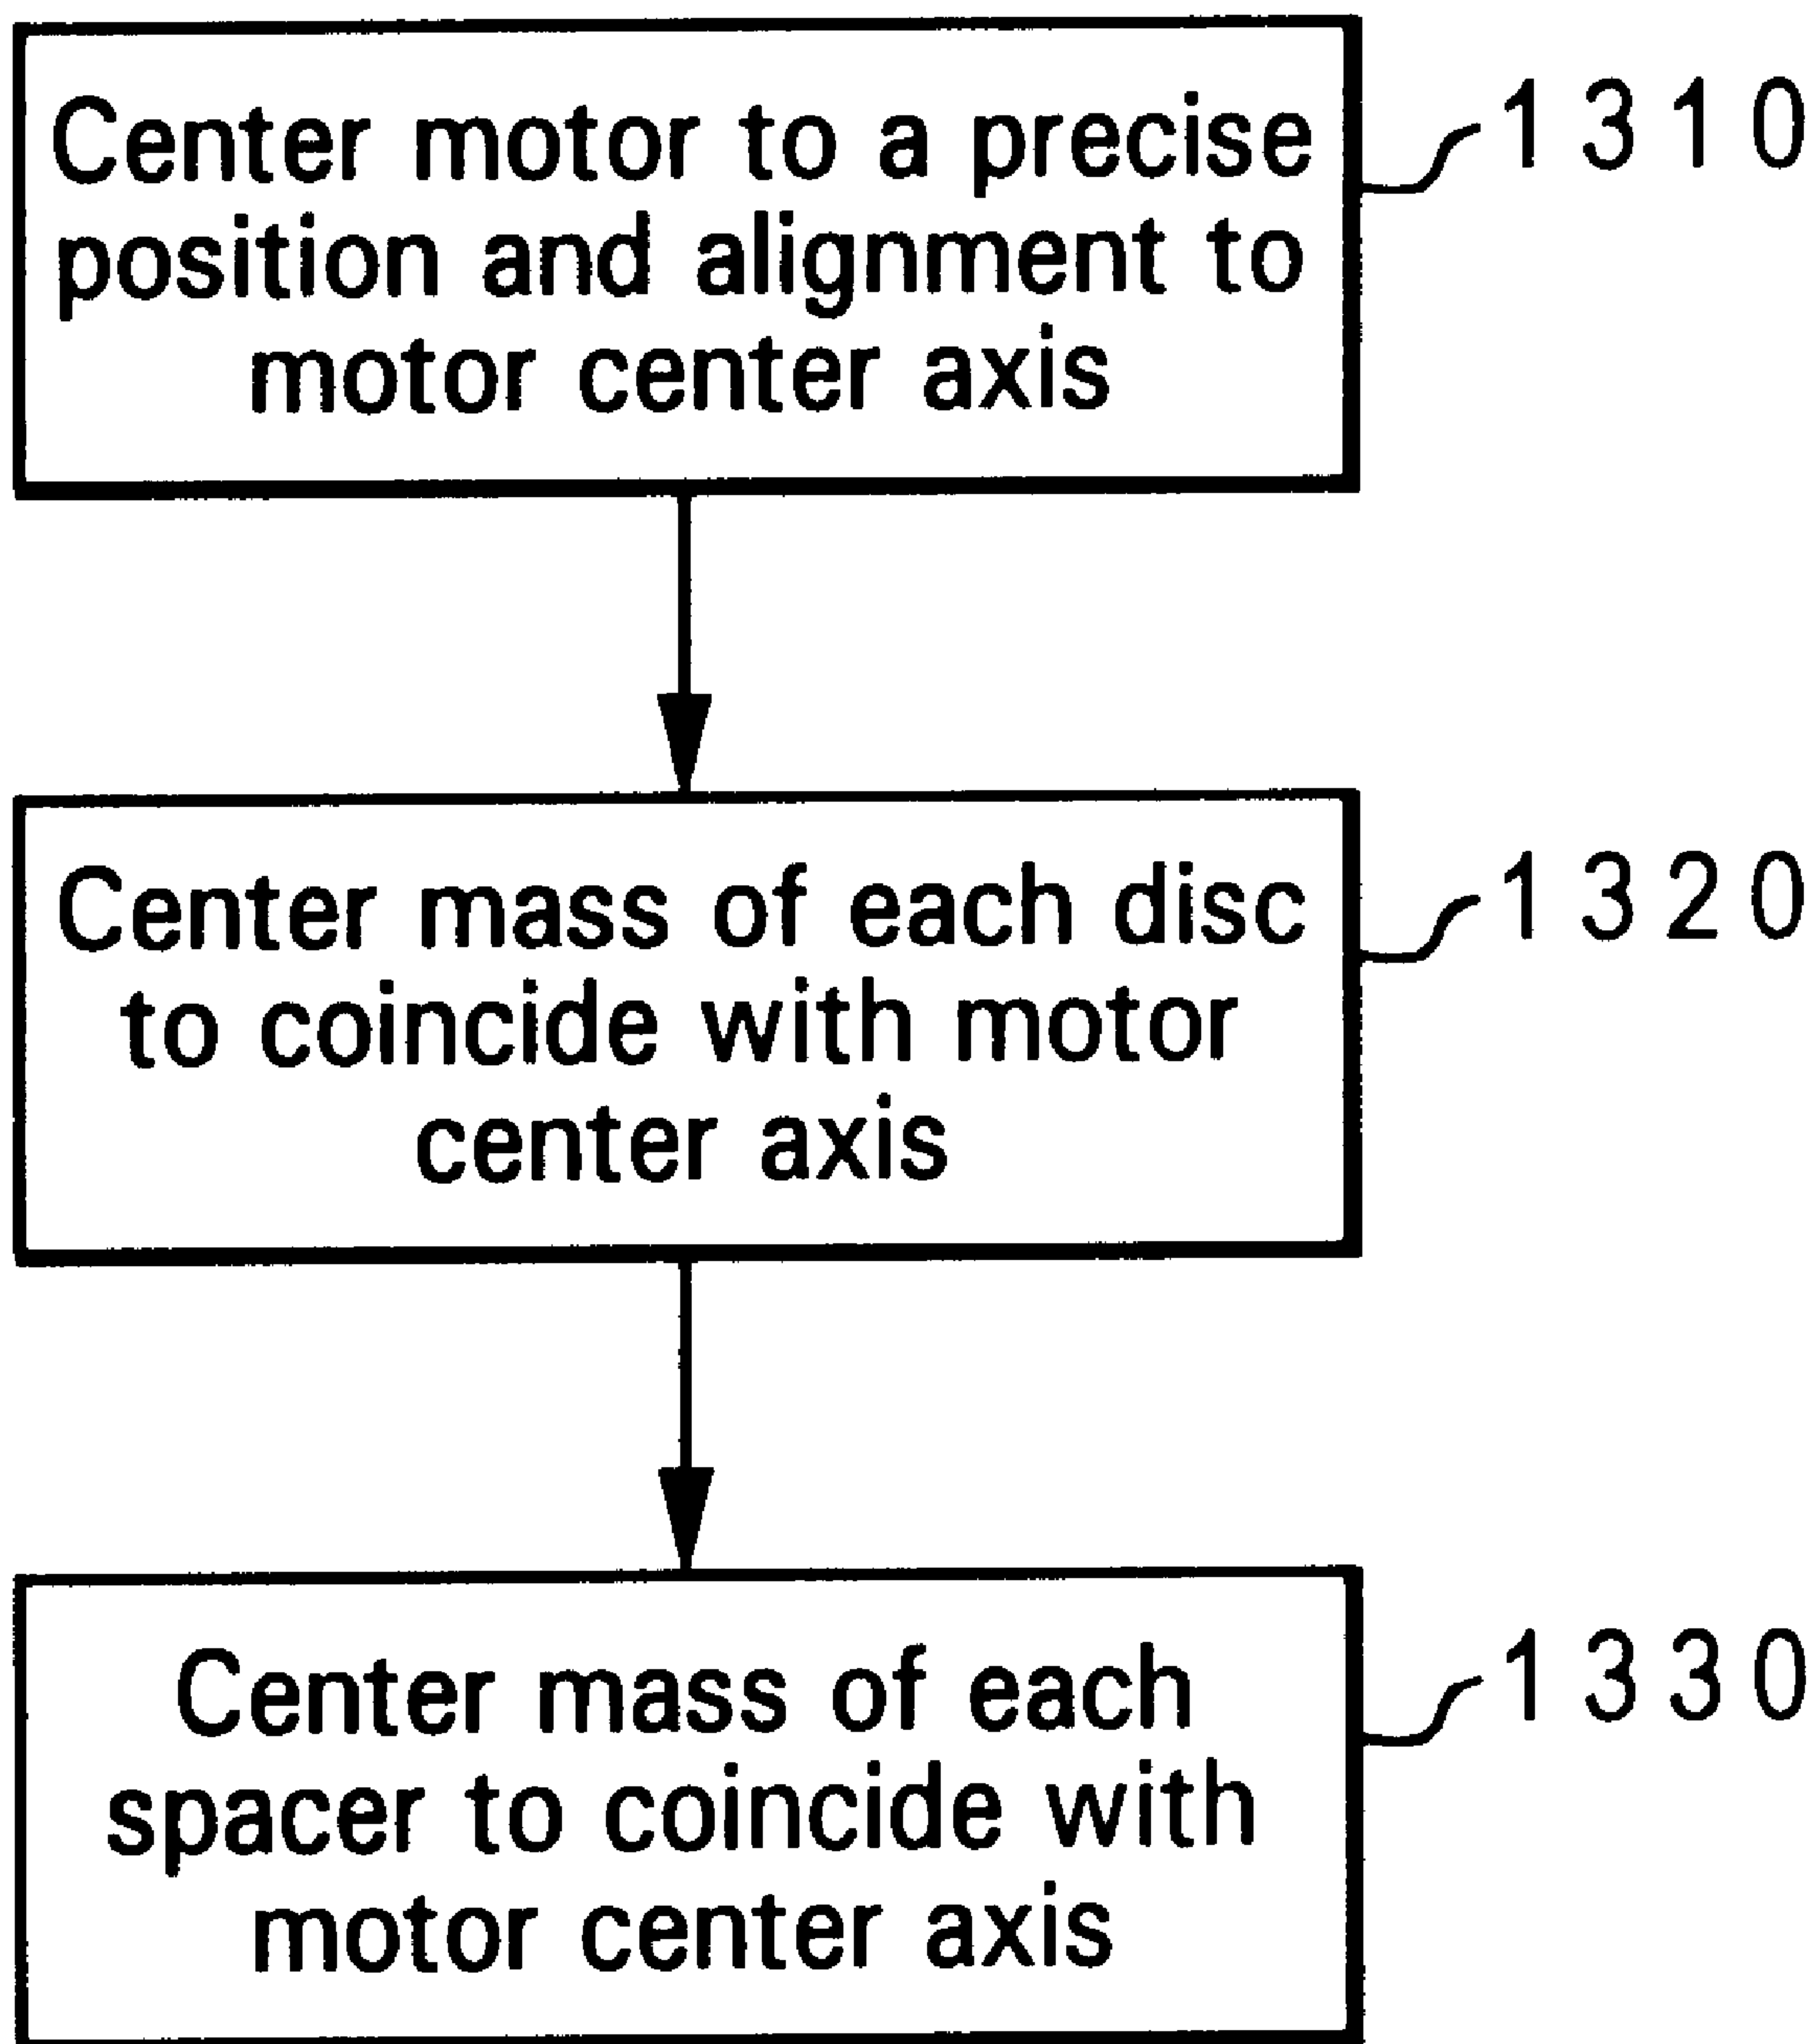 Center motor to a precise
position and alignment to
motor center axis
1310
Center mass of each disc
to coincide with motor
center axis
1320
Center mass of each
spacer to coincide with
motor center axis
1330